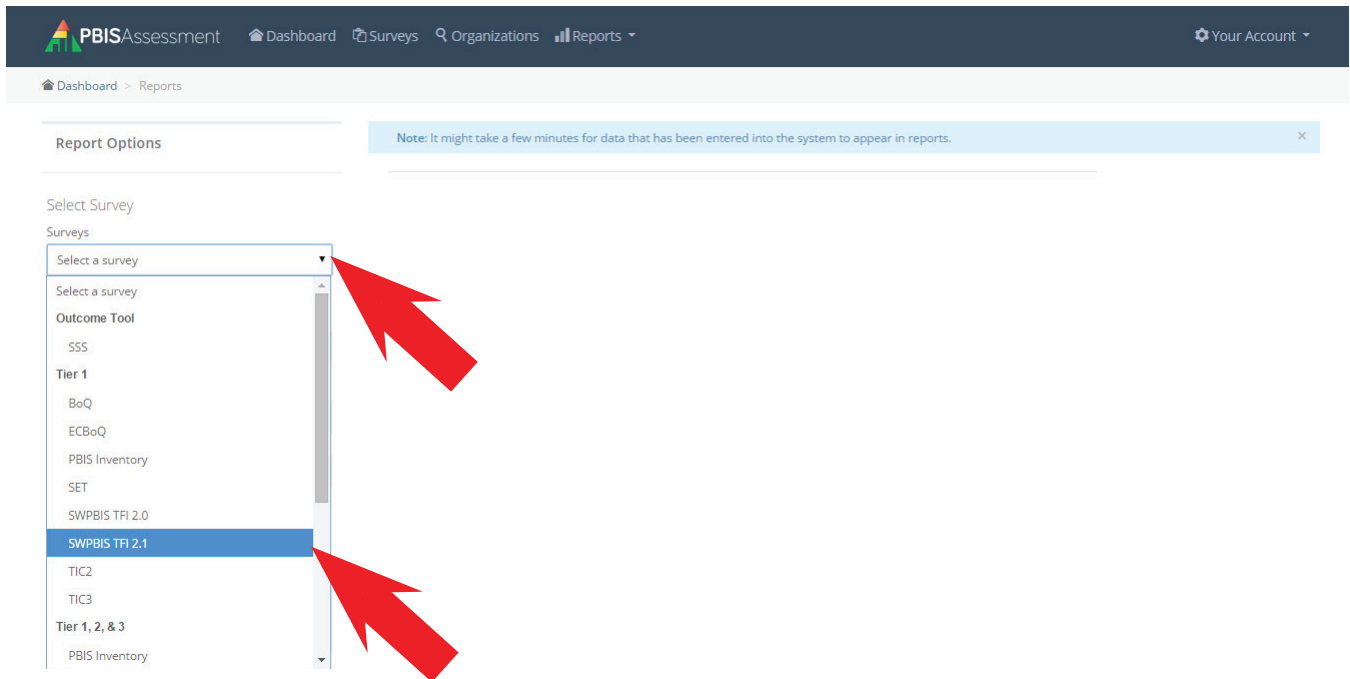 PBISAssessment Dashboard Surveys Organizations Reports Your Account
Dashboard > Reports
Report Options
Note: It might take a few minutes for data that has been entered into the system to appear in reports. ×
Select Survey
Surveys
Select a survey
Select a survey
Outcome Tool
SSS
Tier 1
BoQ
ECBoQ
PBIS Inventory
SET
SWPBIS TFI 2.0
SWPBIS TFI 2.1
TIC2
TIC3
Tier 1, 2, & 3
PBIS Inventory